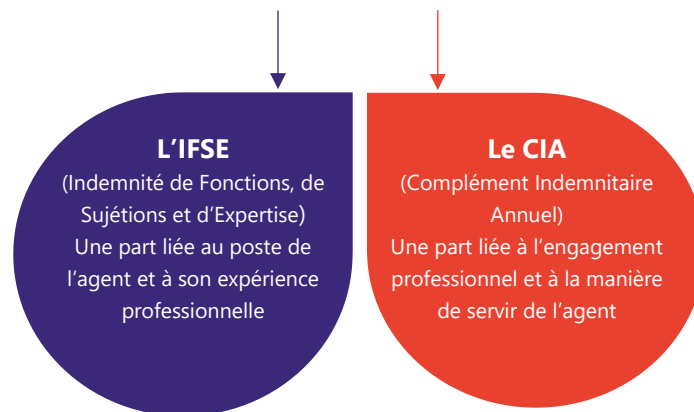 L’IFSE
(Indemnité de Fonctions, de
Sujétions et d’Expertise)
Une part liée au poste de
l’agent et à son expérience
professionnelle
Le CIA
(Complément Indemnitaire
Annuel)
Une part liée à l’engagement
professionnel et à la manière
de servir de l’agent